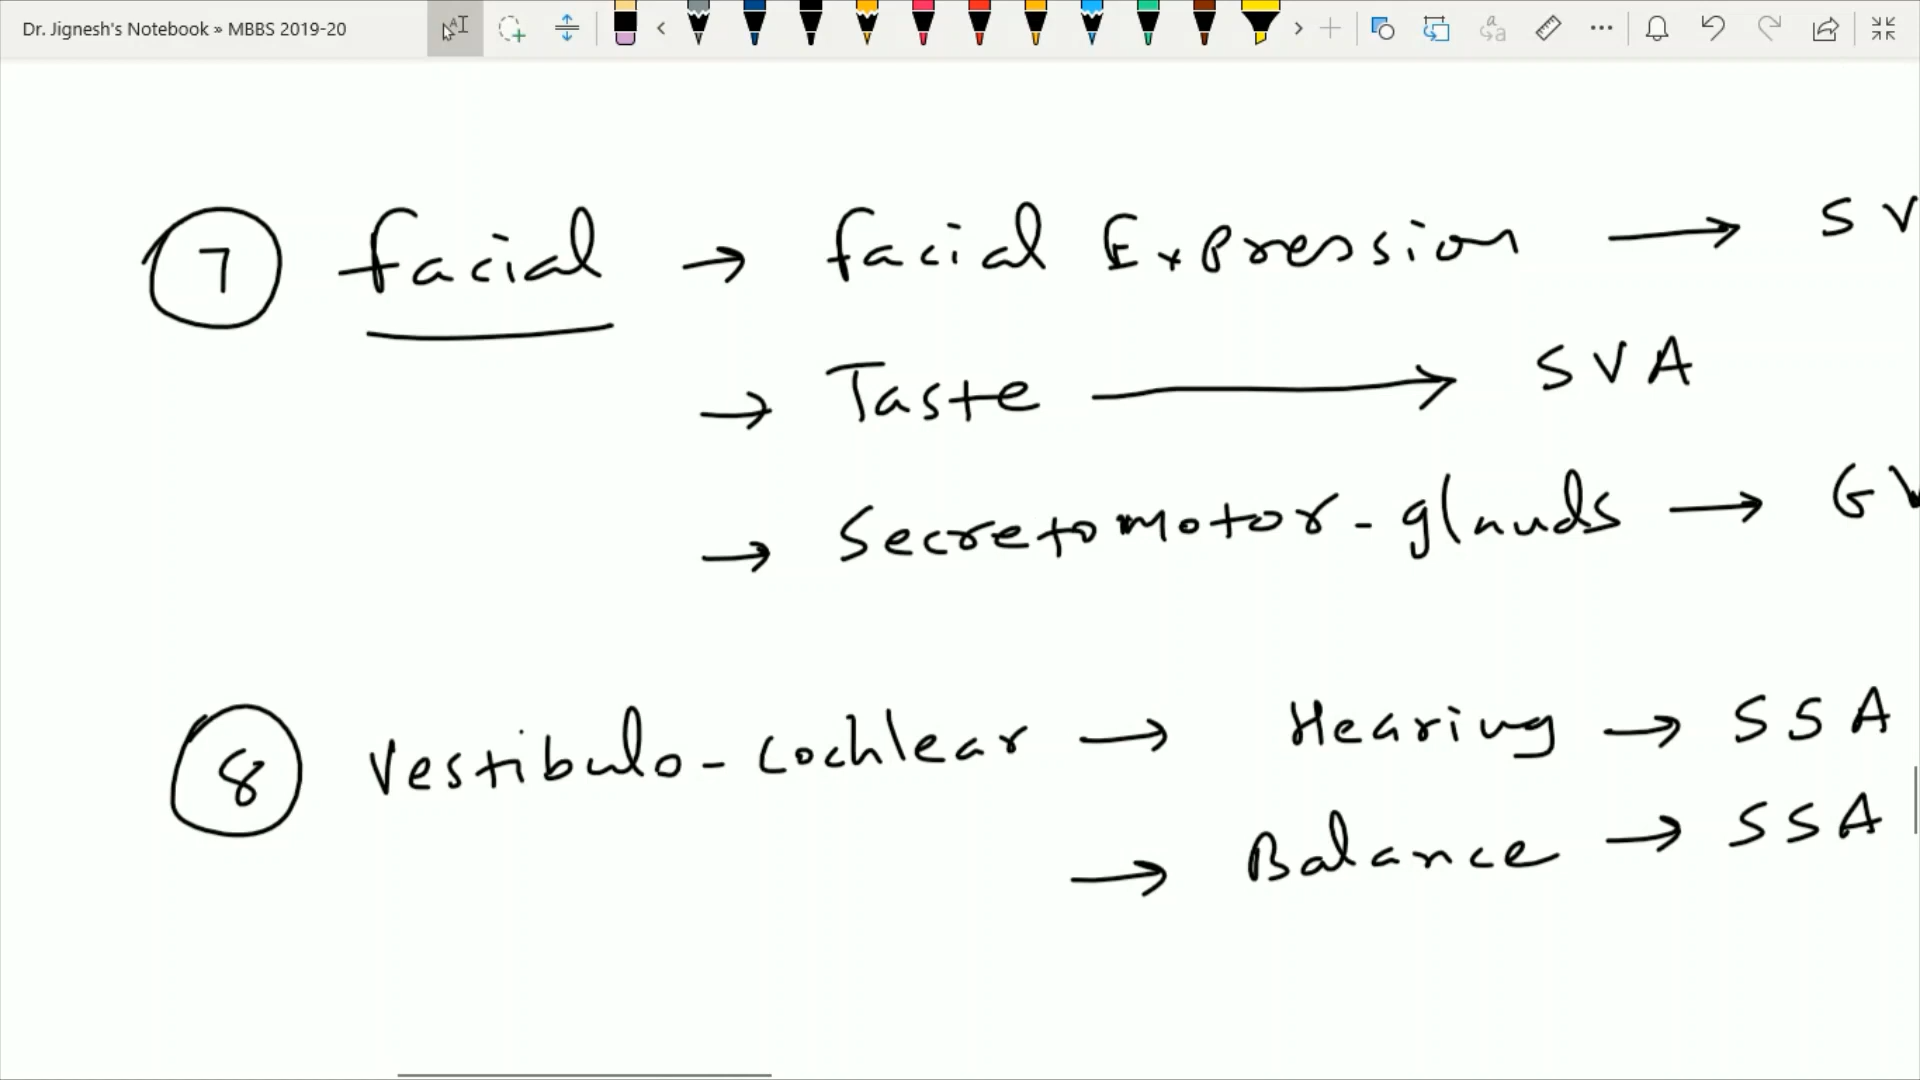 Dr. Jignesh's Notebook » MBBS 2019-20
7 facial → facial Expression → SV
→ Taste → SVA
→ Secretomotor - glands → GV
8 Vestibulo - cochlear → Hearing → SSA
→ Balance → SSA